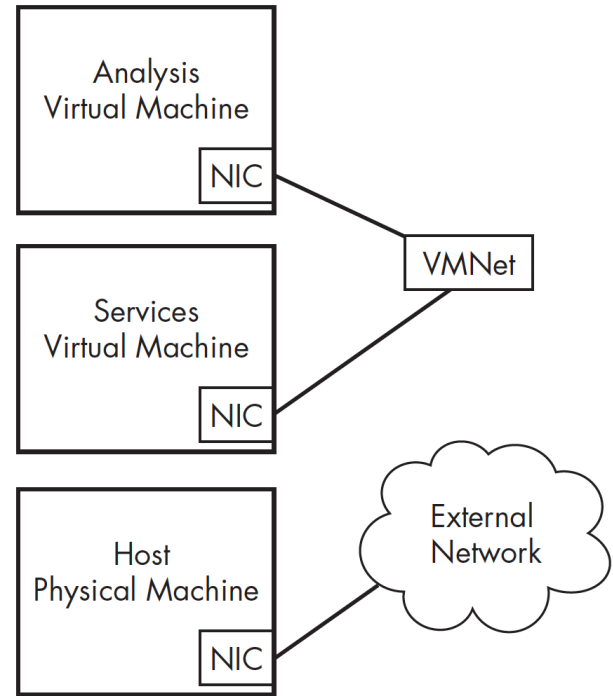 Analysis
Virtual Machine
NIC
VMNet
Services
Virtual Machine
NIC
External
Network
Host
Physical Machine
NIC